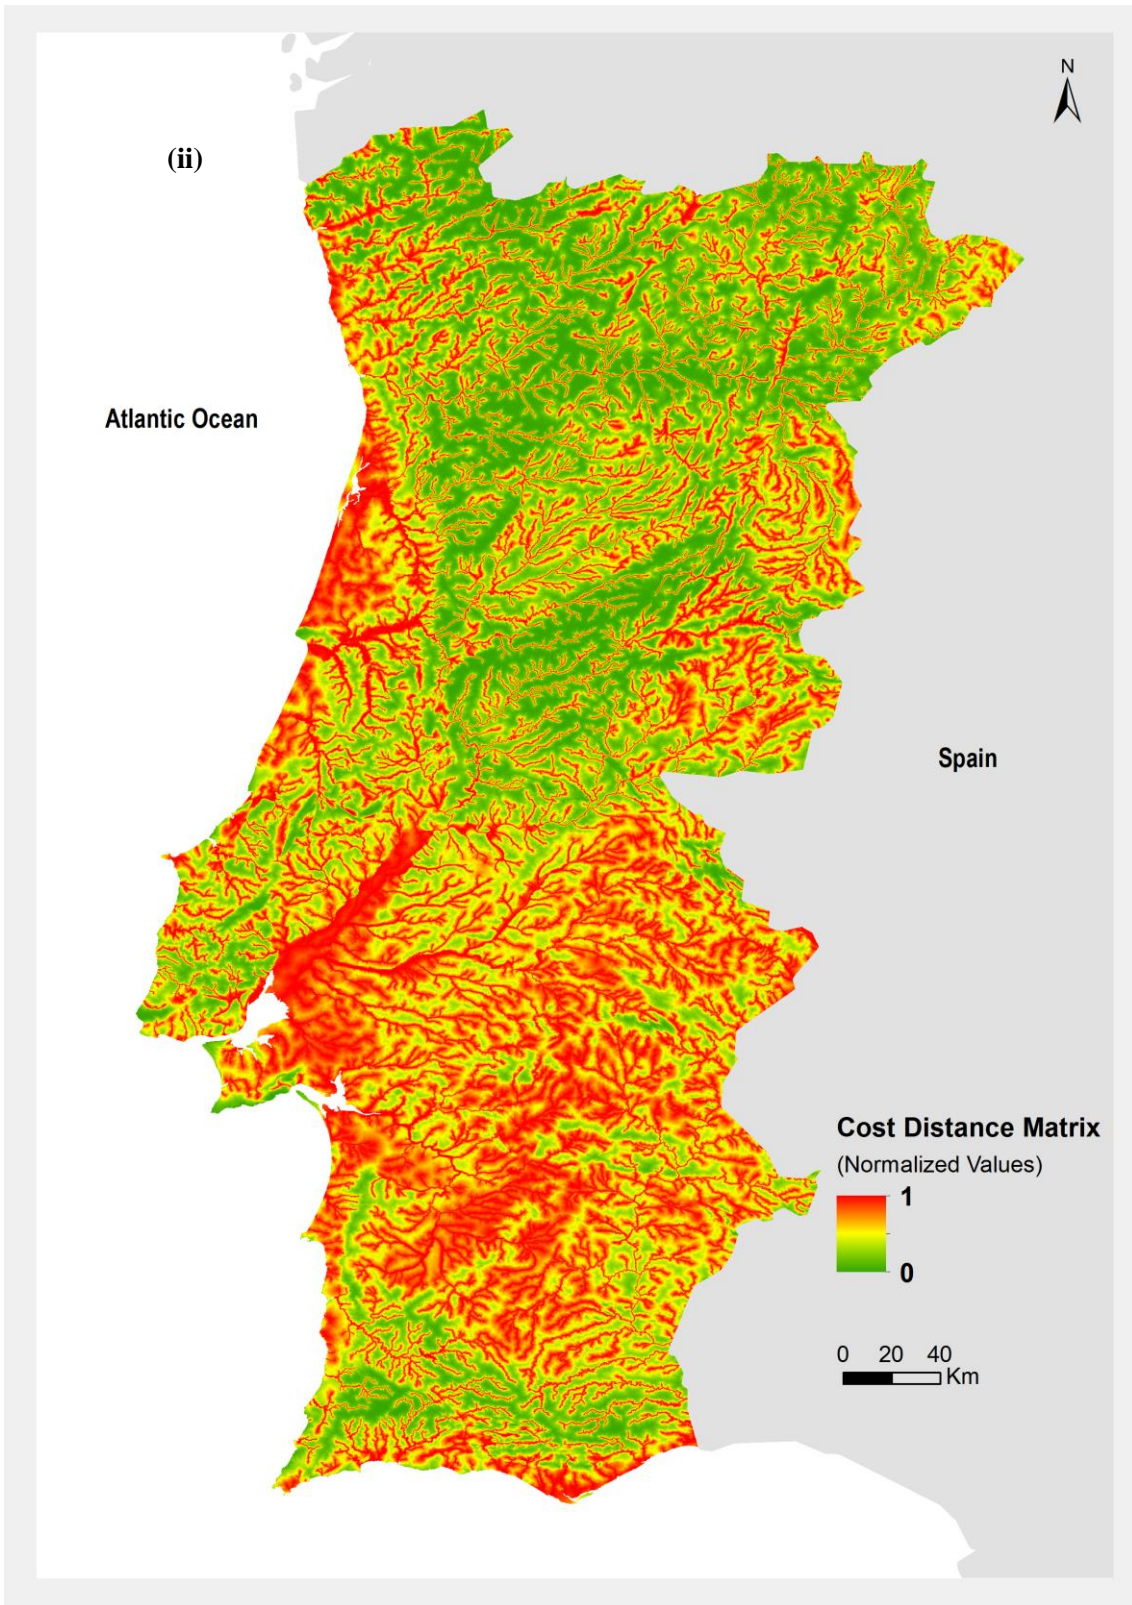 N
(ii)
Atlantic Ocean
Spain
Cost Distance Matrix
(Normalized Values)
1
0
0 20 40
Km